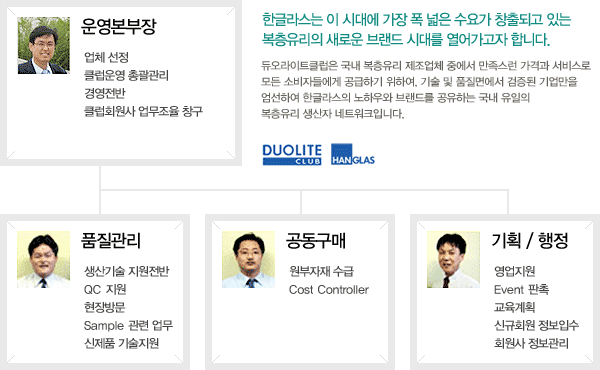 운영본부장
업체 선정
클럽운영 총괄관리
경영전반
클럽회원사 업무조율 창구
한글라스는 이 시대에 가장 폭 넓은 수요가 창출되고 있는
복층유리의 새로운 브랜드 시대를 열어가고자 합니다.
듀오라이트클럽은 국내 복층유리 제조업체 중에서 만족스런 가격과 서비스로
모든 소비자들에게 공급하기 위하여, 기술 및 품질면에서 검증된 기업만을
엄선하여 한글라스의 노하우와 브랜드를 공유하는 국내 유일의
복층유리 생산자 네트워크입니다.
DUOLITE
CLUB
HANGLAS
품질관리
생산기술 지원전반
QC 지원
현장방문
Sample 관련 업무
신제품 기술지원
공동구매
원부자재 수급
Cost Controller
기획 / 행정
영업지원
Event 판촉
교육계획
신규회원 정보입수
회원사 정보관리